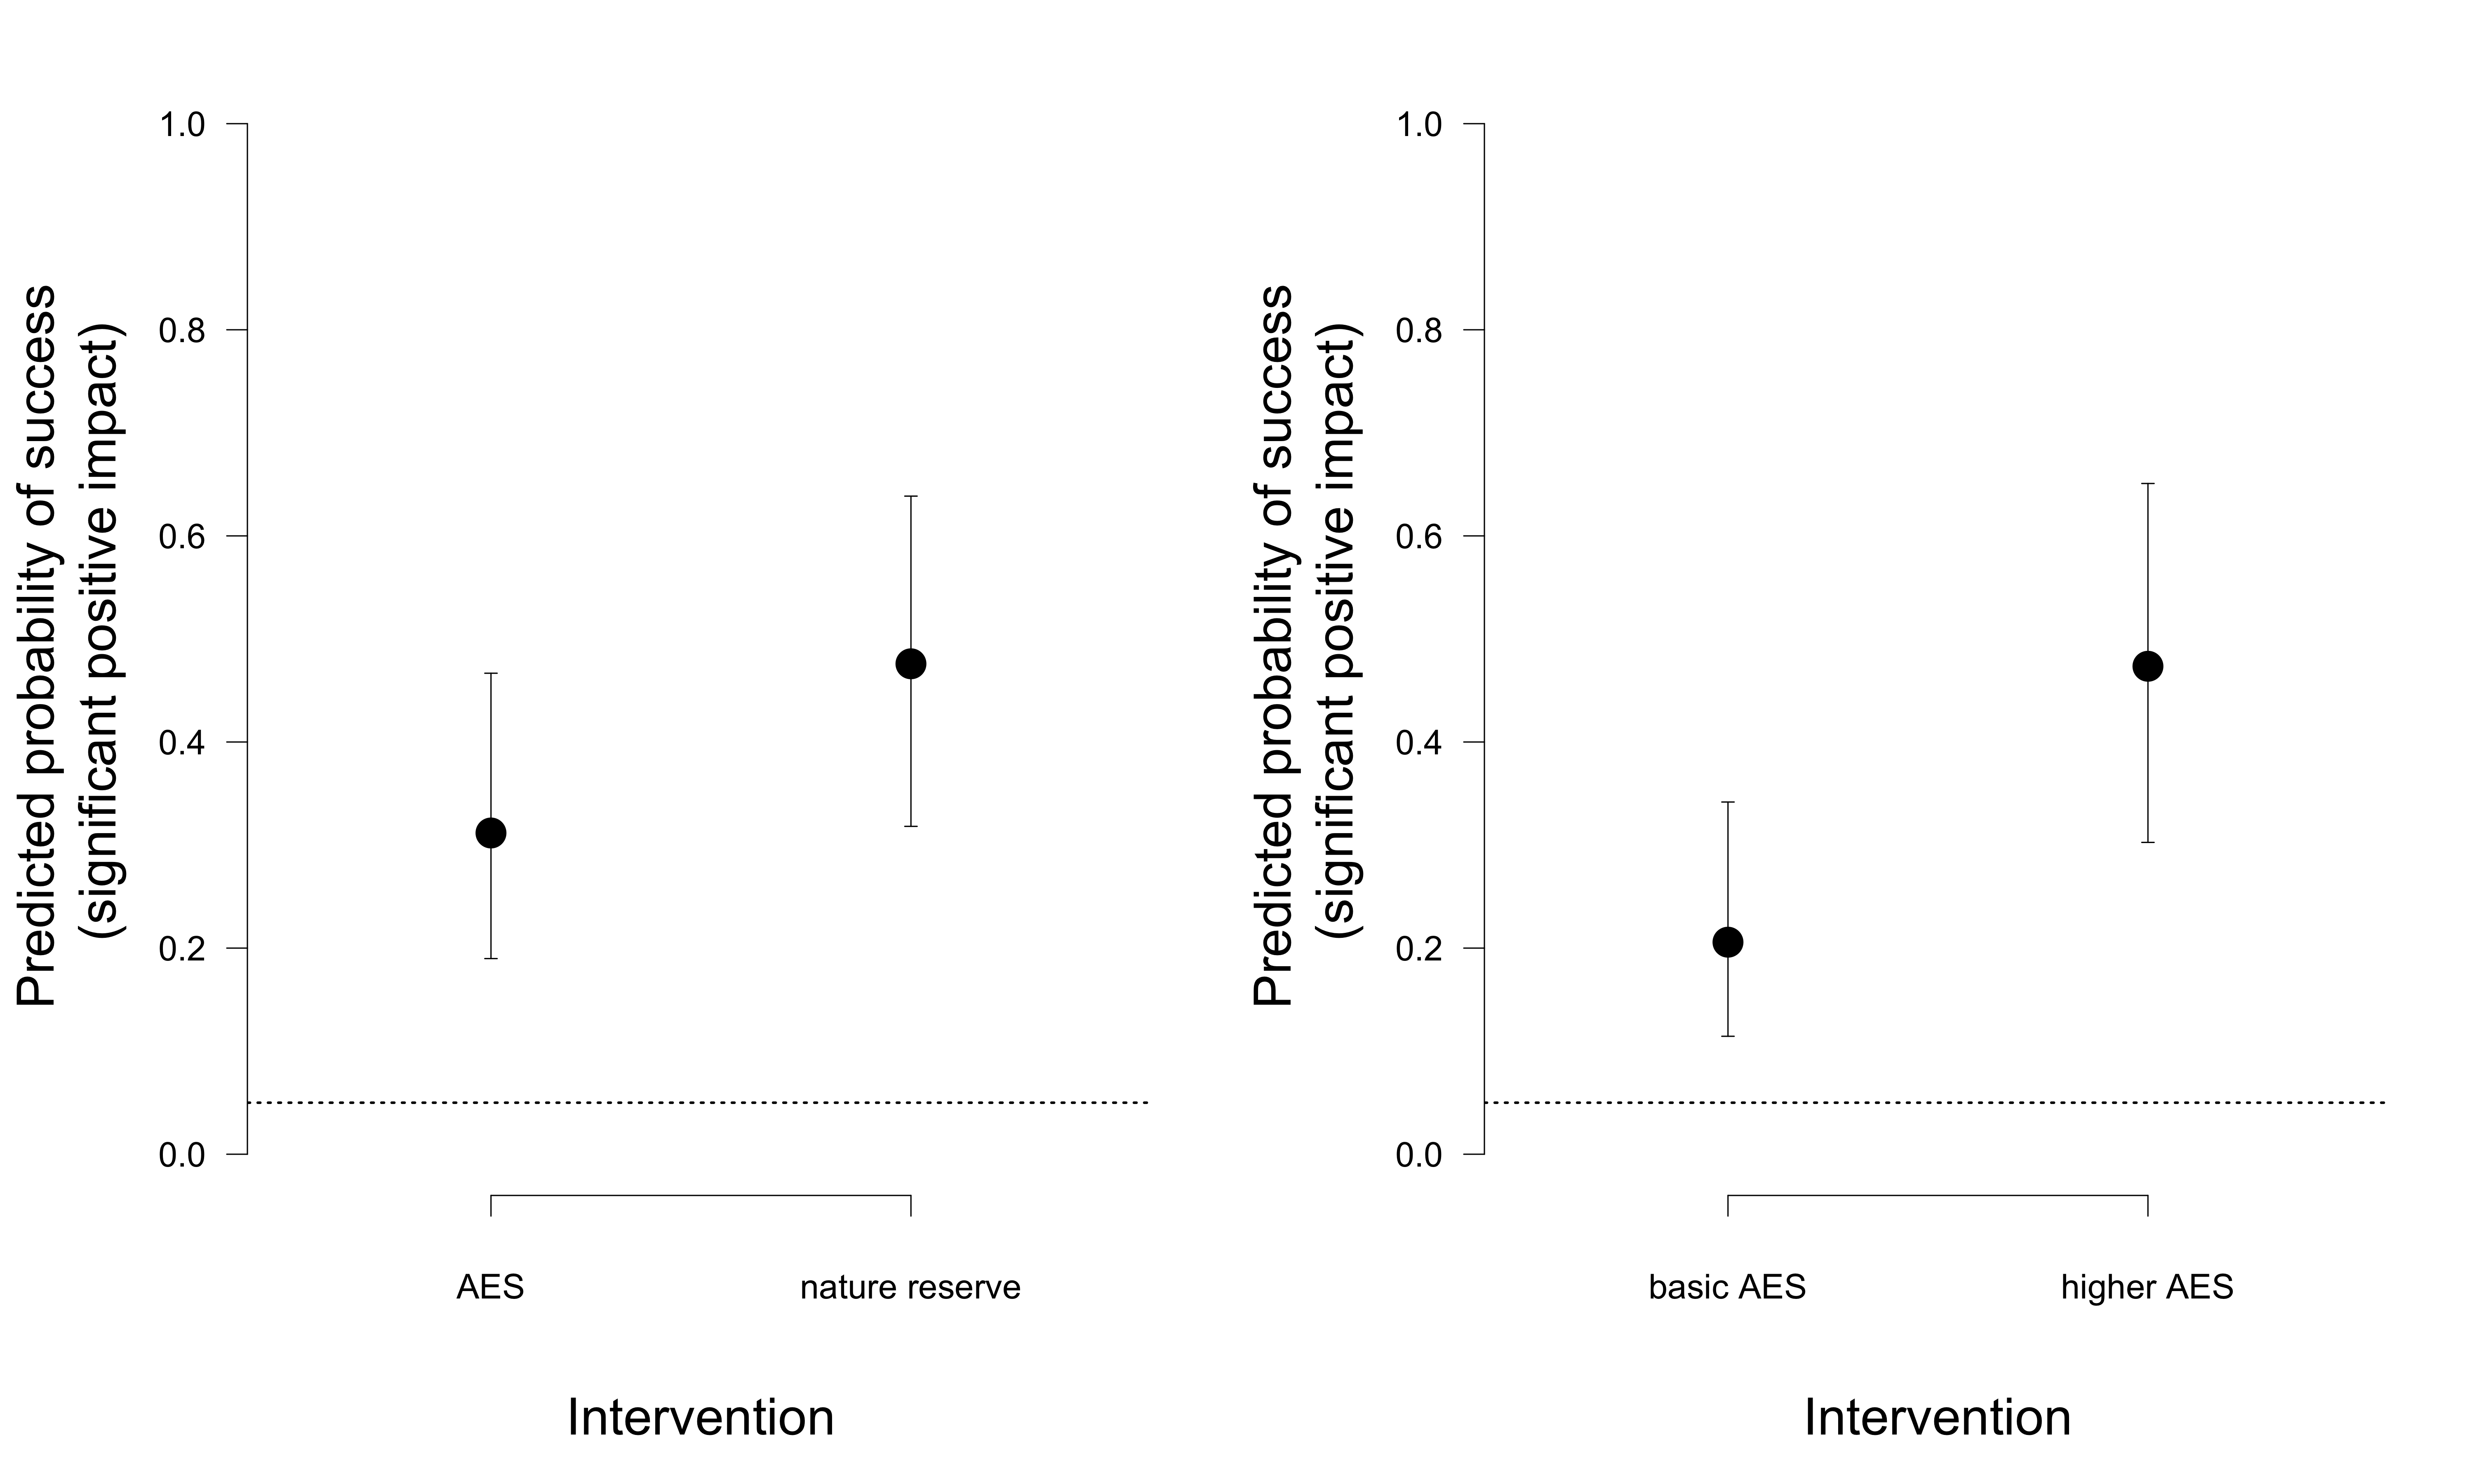 Predicted probability of success
(significant positive impact)
1.0
0.8
0.6
0.4
0.2
0.0
AES
nature reserve
Intervention
Predicted probability of success
(significant positive impact)
1.0
0.8
0.6
0.4
0.2
0.0
basic AES
higher AES
Intervention